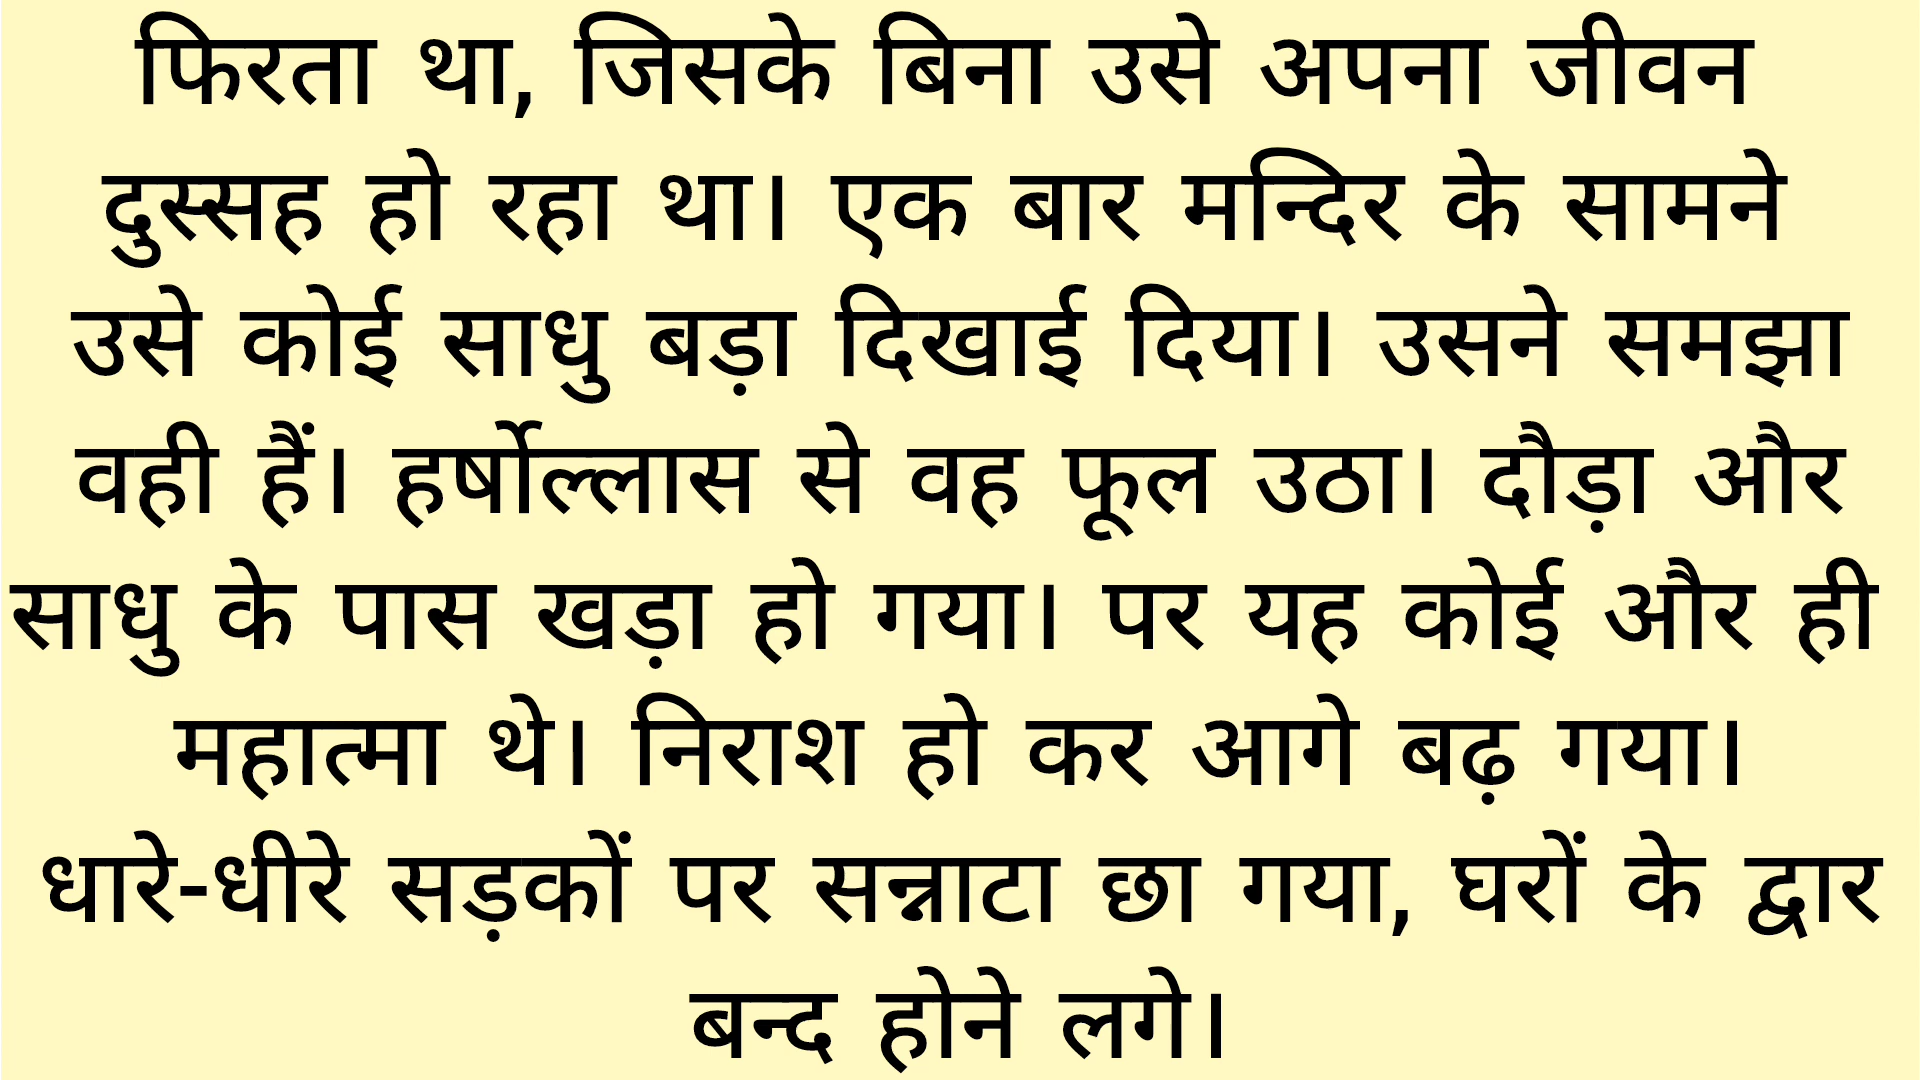 फिरता था, जिसके बिना उसे अपना जीवन
दुस्सह हो रहा था। एक बार मन्दिर के सामने
उसे कोई साधु बड़ा दिखाई दिया। उसने समझा
वही हैं। हर्षोल्लास से वह फूल उठा। दौड़ा और
साधु के पास खड़ा हो गया। पर यह कोई और ही
महात्मा थे। निराश हो कर आगे बढ़ गया।
धारे-धीरे सड़कों पर सन्नाटा छा गया, घरों के द्वार
बन्द होने लगे।